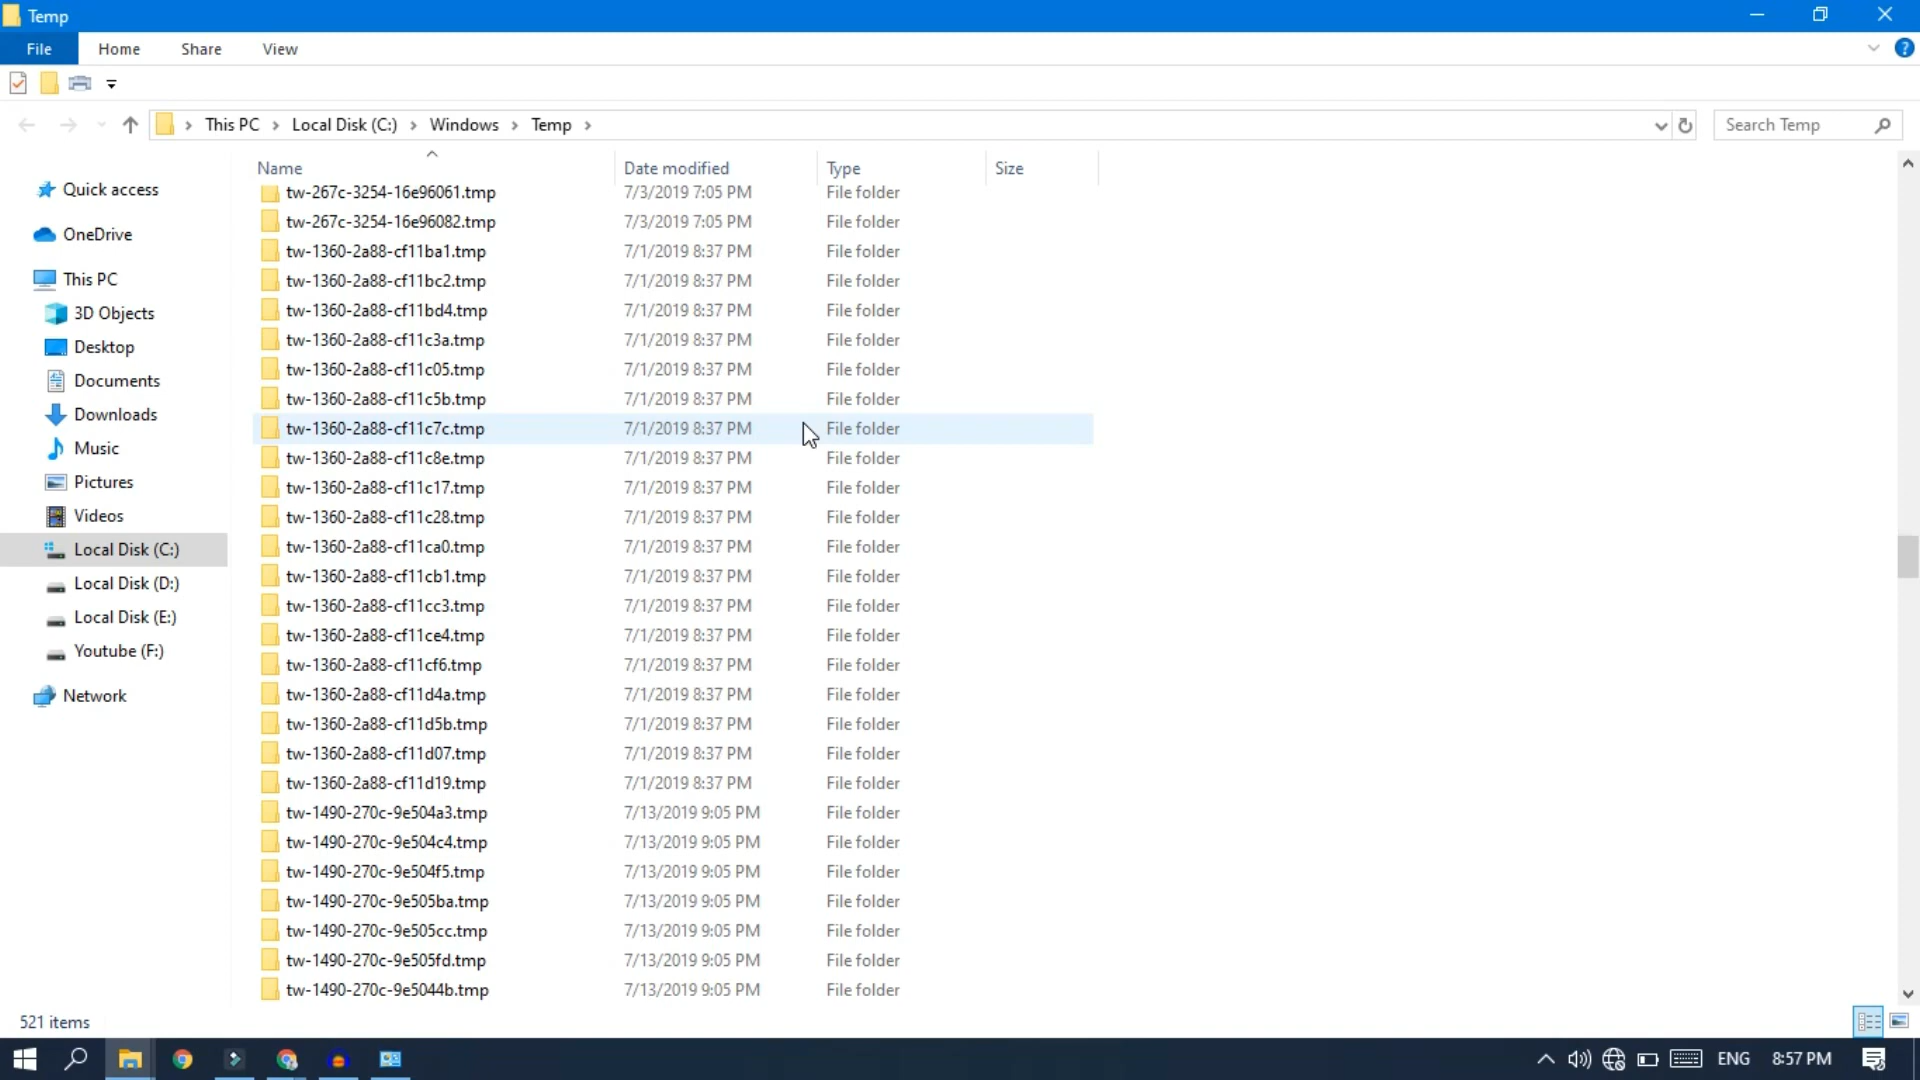 Temp
File Home Share View
This PC Local Disk (C:) Windows Temp
Search Temp
Quick access
OneDrive
This PC
3D Objects
Desktop
Documents
Downloads
Music
Pictures
Videos
Local Disk (C:)
Local Disk (D:)
Local Disk (E:)
Youtube (F:)
Network
Name Date modified Type Size
tw-267c-3254-16e96061.tmp 7/3/2019 7:05 PM File folder
tw-267c-3254-16e96082.tmp 7/3/2019 7:05 PM File folder
tw-1360-2a88-cf11ba1.tmp 7/1/2019 8:37 PM File folder
tw-1360-2a88-cf11bc2.tmp 7/1/2019 8:37 PM File folder
tw-1360-2a88-cf11bd4.tmp 7/1/2019 8:37 PM File folder
tw-1360-2a88-cf11c3a.tmp 7/1/2019 8:37 PM File folder
tw-1360-2a88-cf11c05.tmp 7/1/2019 8:37 PM File folder
tw-1360-2a88-cf11c5b.tmp 7/1/2019 8:37 PM File folder
tw-1360-2a88-cf11c7c.tmp 7/1/2019 8:37 PM File folder
tw-1360-2a88-cf11c8e.tmp 7/1/2019 8:37 PM File folder
tw-1360-2a88-cf11c17.tmp 7/1/2019 8:37 PM File folder
tw-1360-2a88-cf11c28.tmp 7/1/2019 8:37 PM File folder
tw-1360-2a88-cf11ca0.tmp 7/1/2019 8:37 PM File folder
tw-1360-2a88-cf11cb1.tmp 7/1/2019 8:37 PM File folder
tw-1360-2a88-cf11cc3.tmp 7/1/2019 8:37 PM File folder
tw-1360-2a88-cf11ce4.tmp 7/1/2019 8:37 PM File folder
tw-1360-2a88-cf11cf6.tmp 7/1/2019 8:37 PM File folder
tw-1360-2a88-cf11d4a.tmp 7/1/2019 8:37 PM File folder
tw-1360-2a88-cf11d5b.tmp 7/1/2019 8:37 PM File folder
tw-1360-2a88-cf11d07.tmp 7/1/2019 8:37 PM File folder
tw-1360-2a88-cf11d19.tmp 7/1/2019 8:37 PM File folder
tw-1490-270c-9e504a3.tmp 7/13/2019 9:05 PM File folder
tw-1490-270c-9e504c4.tmp 7/13/2019 9:05 PM File folder
tw-1490-270c-9e504f5.tmp 7/13/2019 9:05 PM File folder
tw-1490-270c-9e505ba.tmp 7/13/2019 9:05 PM File folder
tw-1490-270c-9e505cc.tmp 7/13/2019 9:05 PM File folder
tw-1490-270c-9e505fd.tmp 7/13/2019 9:05 PM File folder
tw-1490-270c-9e5044b.tmp 7/13/2019 9:05 PM File folder
521 items
ENG 8:57 PM